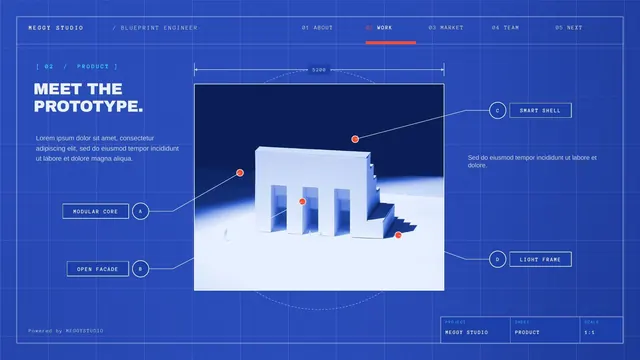 MEGGY STUDIO
/ BLUEPRINT ENGINEER
01 ABOUT
02 WORK
03 MARKET
04 TEAM
05 NEXT
[ 02 / PRODUCT ]
MEET THE
PROTOTYPE.
Lorem ipsum dolor sit amet, consectetur
adipiscing elit, sed do eiusmod tempor incididunt
ut labore et dolore magna aliqua.
C
SMART SHELL
Sed do eiusmod tempor incididunt ut labore et
dolore.
MODULAR CORE
A
OPEN FACADE
B
D
LIGHT FRAME
Powered by MEGGYSTUDIO
PROJECT
MEGGY STUDIO
SHEET
PRODUCT
SCALE
1:1